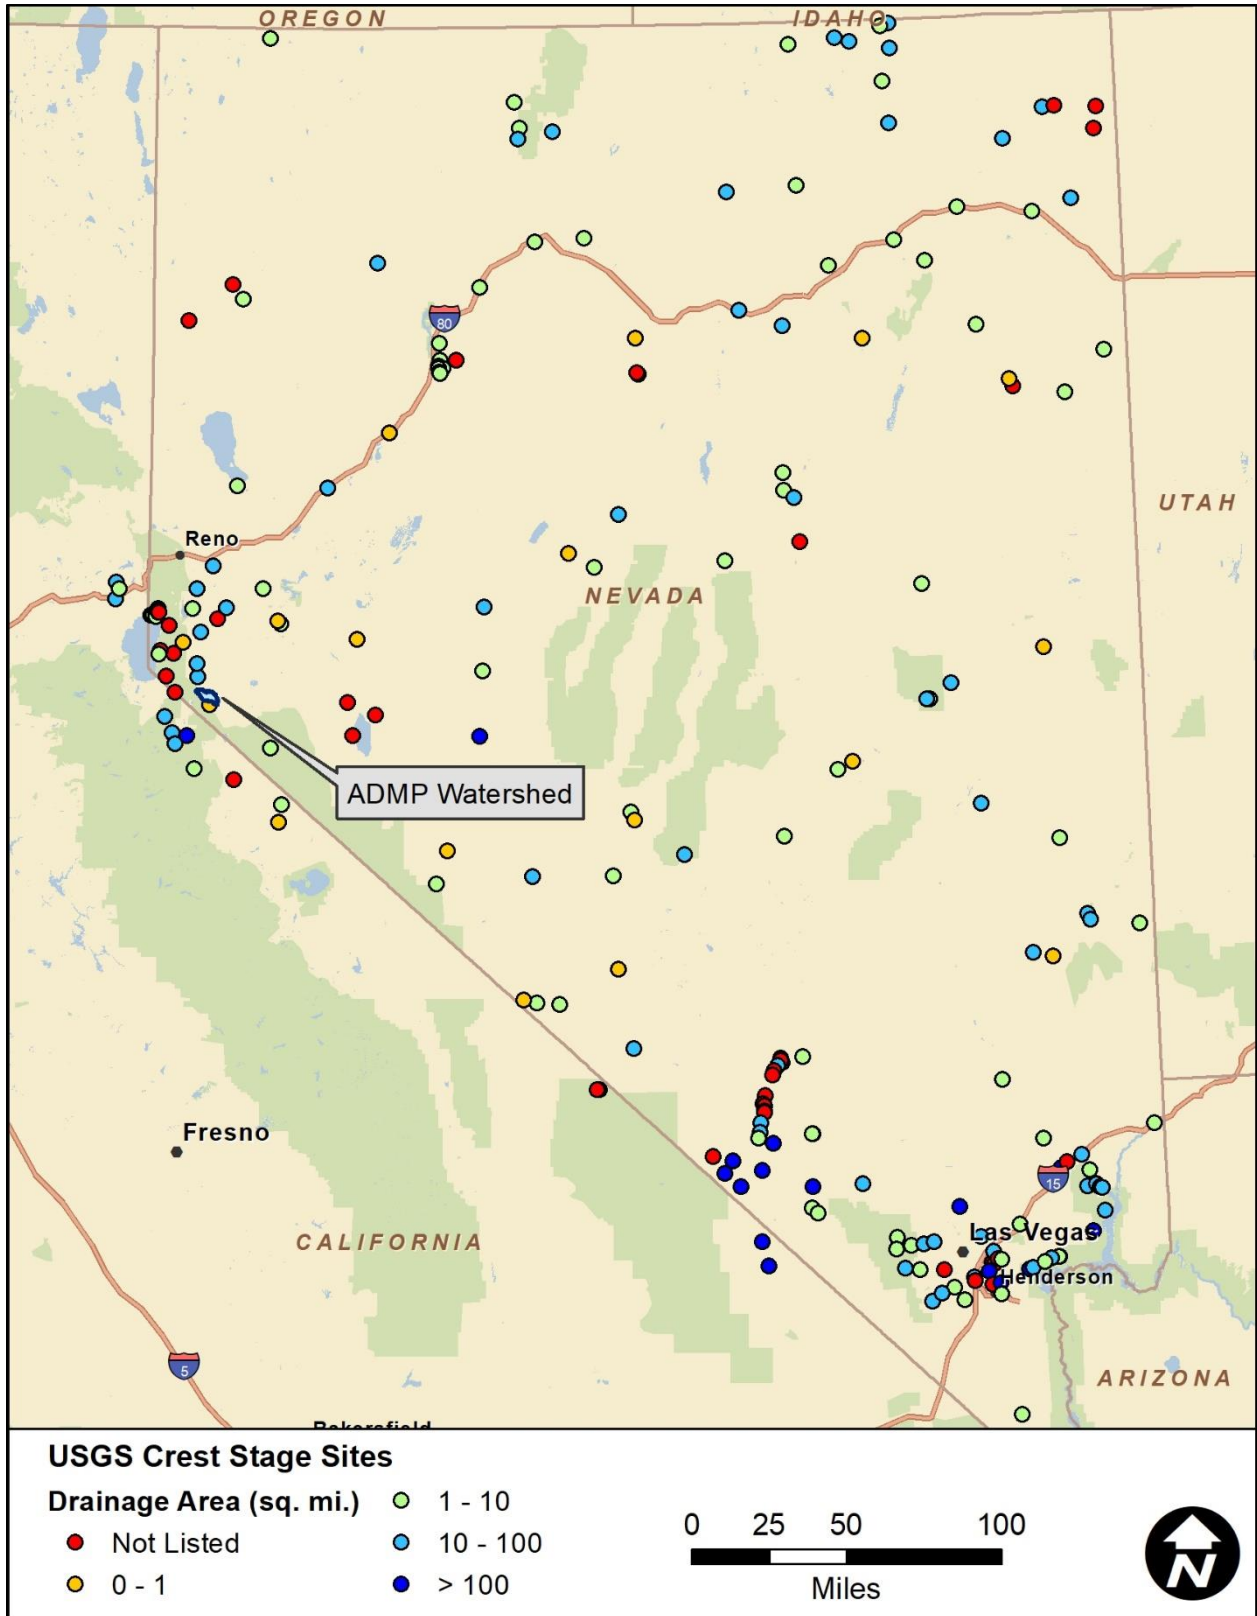 OREGON
IDAHO
80
UTAH
Reno
NEVADA
ADMP Watershed
Fresno
15
Las Vegas
CALIFORNIA
Henderson
5
ARIZONA
Bakersfield
USGS Crest Stage Sites
Drainage Area (sq. mi.)
Not Listed
0 - 1
1 - 10
10 - 100
> 100
0 25 50 100
Miles
N